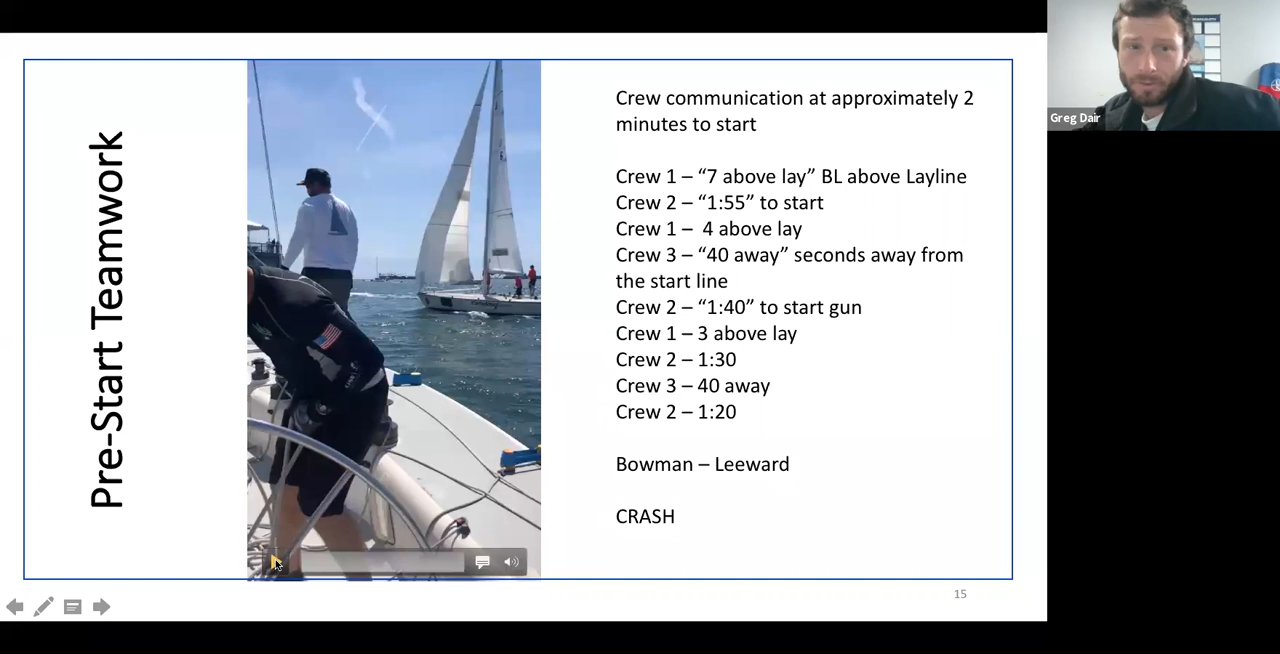 Pre-Start Teamwork
Crew communication at approximately 2
minutes to start
Crew 1 – “7 above lay” BL above Layline
Crew 2 – “1:55” to start
Crew 1 –  4 above lay
Crew 3 – “40 away” seconds away from
the start line
Crew 2 – “1:40” to start gun
Crew 1 – 3 above lay
Crew 2 – 1:30
Crew 3 – 40 away
Crew 2 – 1:20
Bowman – Leeward
CRASH
15
Greg Dair